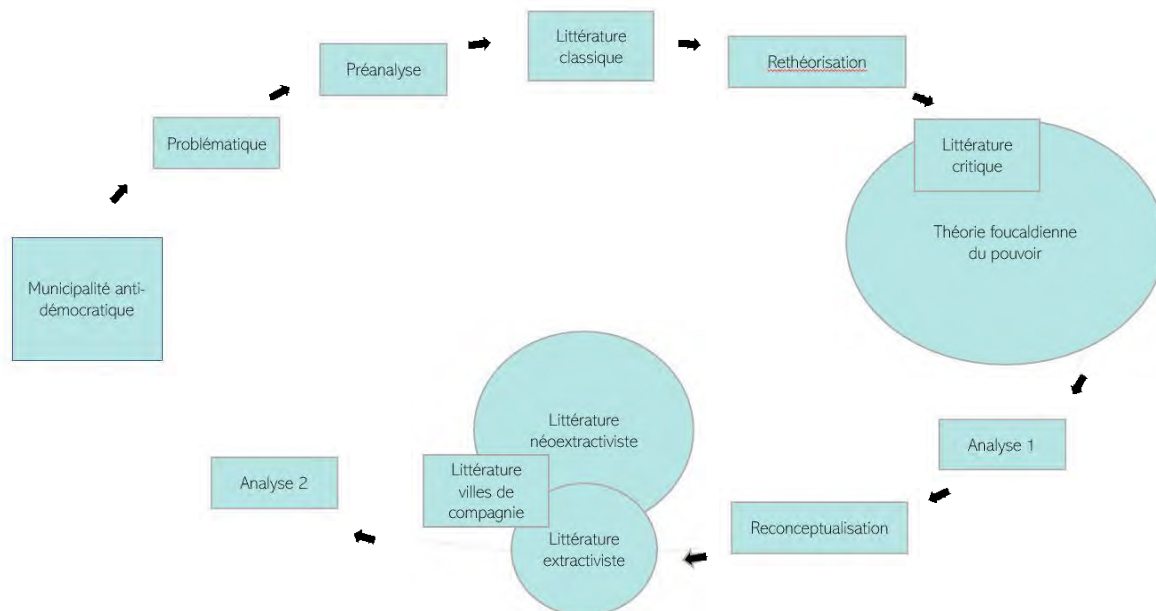 Municipalité anti-
démocratique
Problématique
Préanalyse
Littérature
classique
Rethéorisation
Littérature
critique
Théorie foucaldienne
du pouvoir
Analyse 1
Reconceptualisation
Littérature
néoextractiviste
Littérature
villes de
compagnie
Littérature
extractiviste
Analyse 2